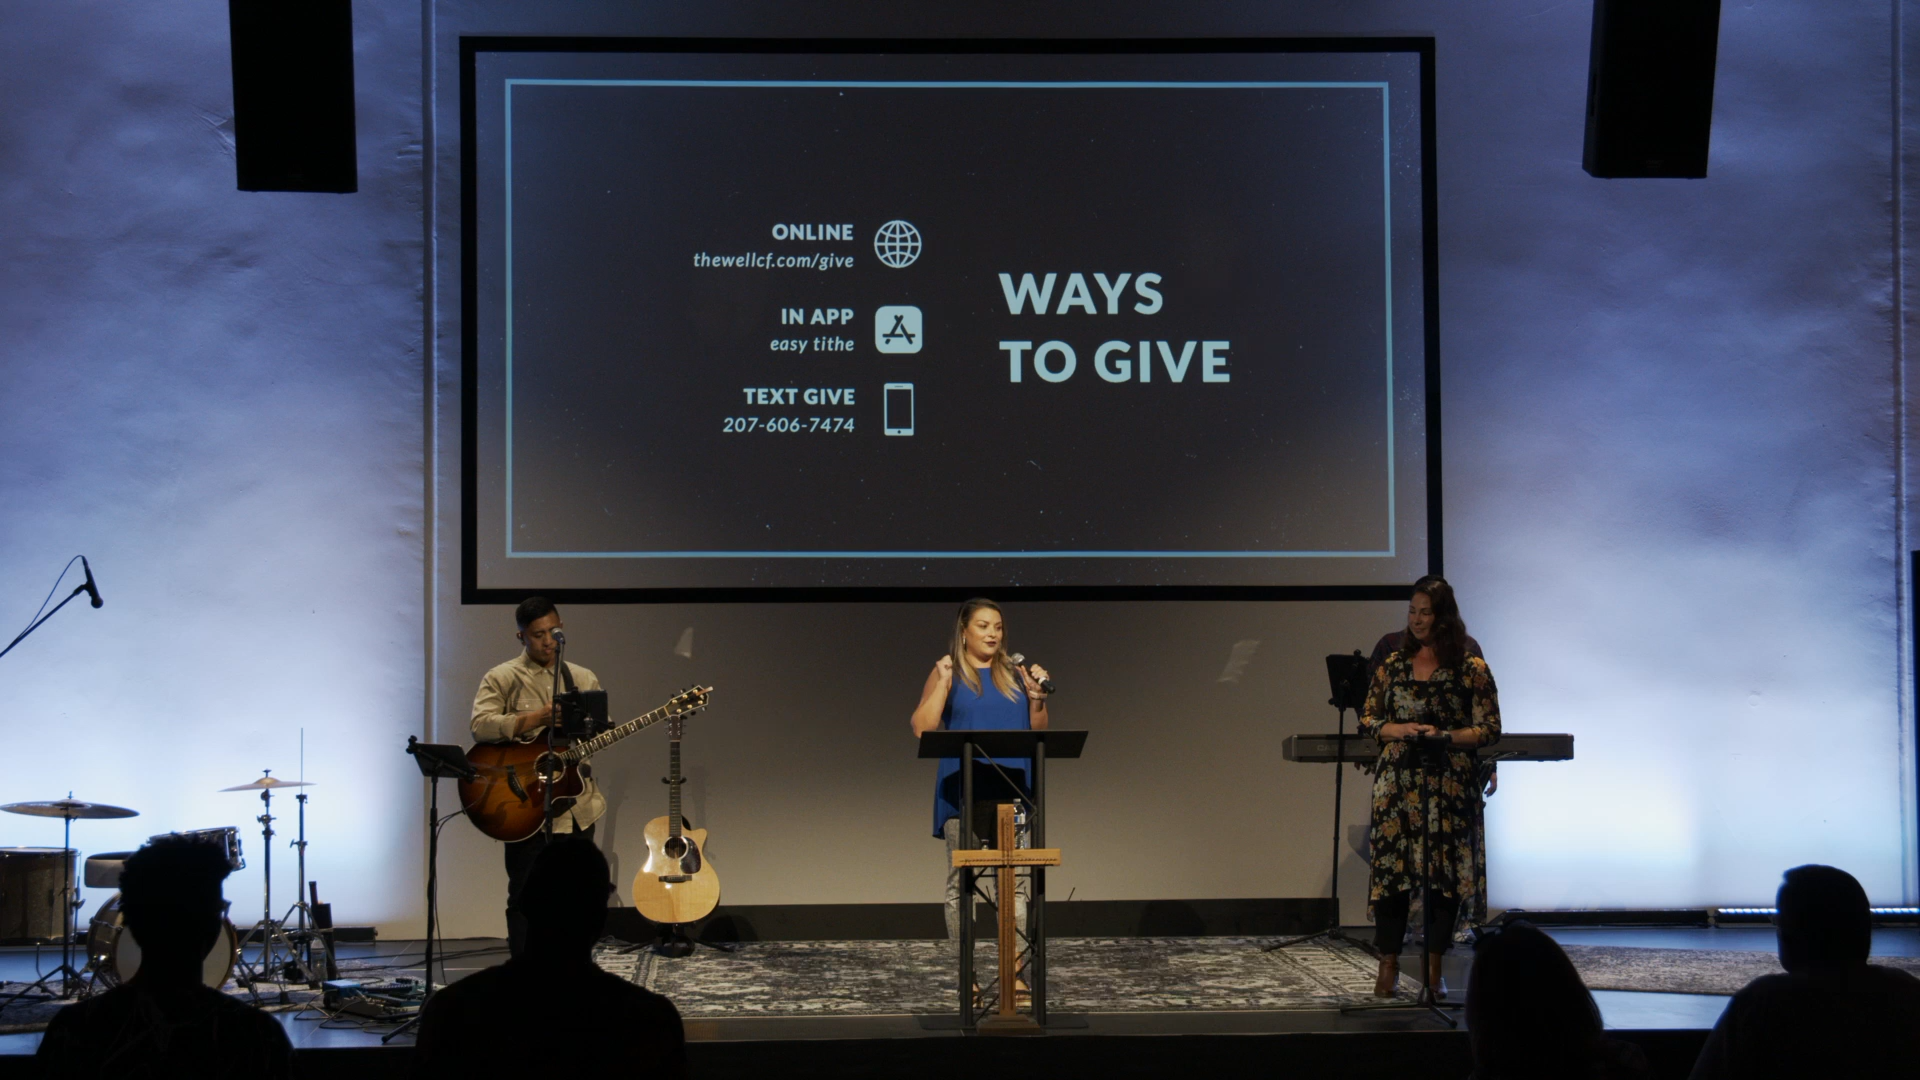 ONLINE
thewellcf.com/give
IN APP
easy tithe
TEXT GIVE
207-606-7474
WAYS
TO GIVE